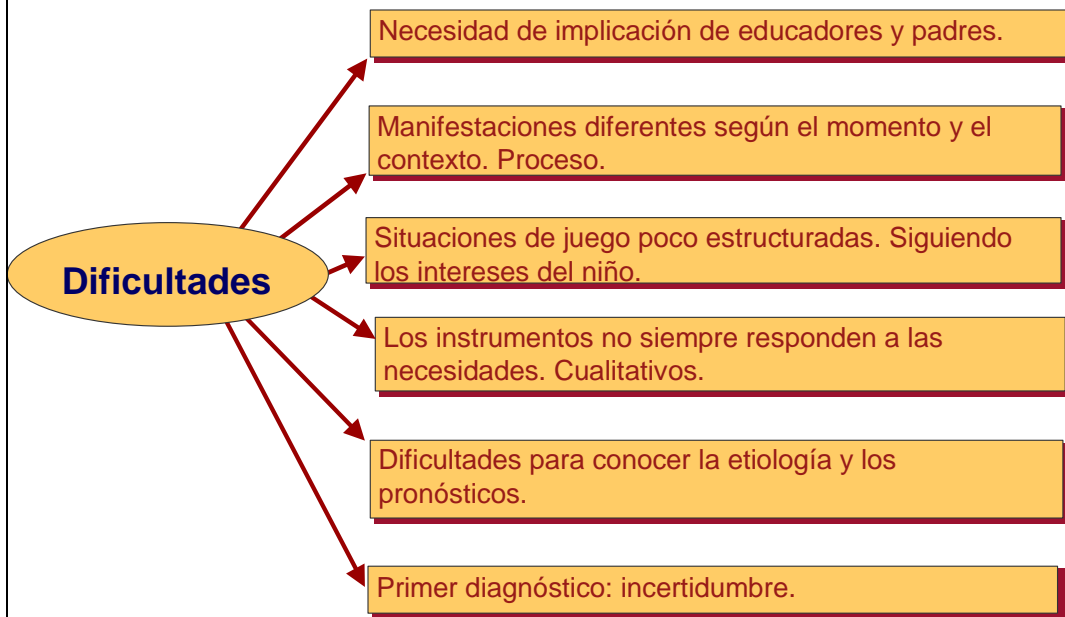 Necesidad de implicación de educadores y padres.
Manifestaciones diferentes según el momento y el
contexto. Proceso.
Situaciones de juego poco estructuradas. Siguiendo
los intereses del niño.
Dificultades
Los instrumentos no siempre responden a las
necesidades. Cualitativos.
Dificultades para conocer la etiología y los
pronósticos.
Primer diagnóstico: incertidumbre.